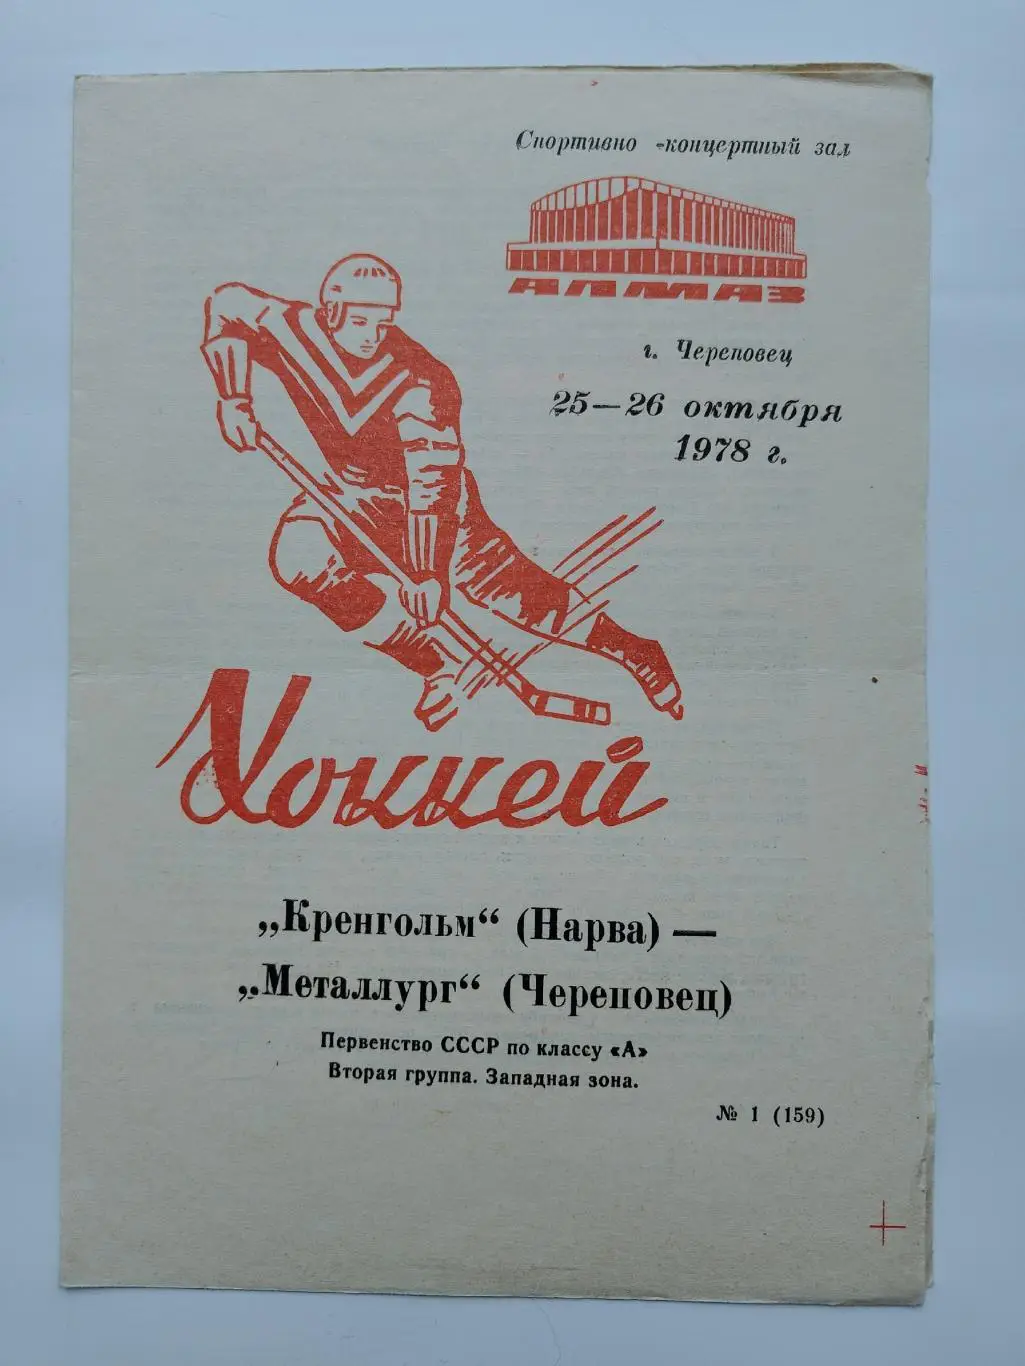 Спортивно-концертный зал
АЛМАЗ
г. Череповец
25—26 октября
1978 г.
Хоккей
„Кренгольм“ (Нарва) —
„Металлург“ (Череповец)
Первенство СССР по классу «А»
Вторая группа. Западная зона.
№ 1 (159)